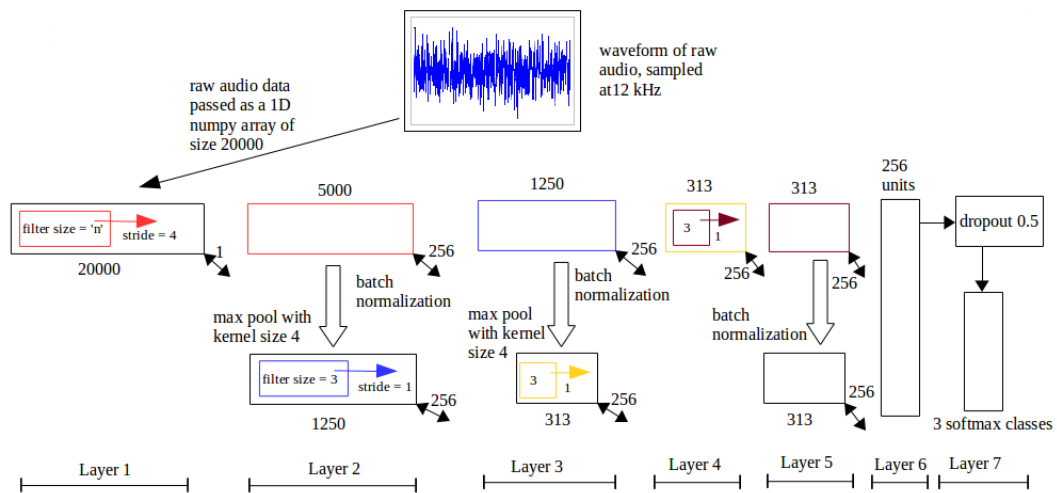 waveform of raw
audio, sampled
at12 kHz
raw audio data
passed as a 1D
numpy array of
size 20000
filter size = 'n'
stride = 4
20000
1
5000
256
batch
normalization
max pool with
kernel size 4
filter size = 3
stride = 1
1250
256
1250
256
batch
normalization
max pool
with kernel
size 4
3
1
313
256
313
3
1
256
313
256
batch
normalization
313
256
256
units
dropout 0.5
3 softmax classes
Layer 1
Layer 2
Layer 3
Layer 4
Layer 5
Layer 6
Layer 7